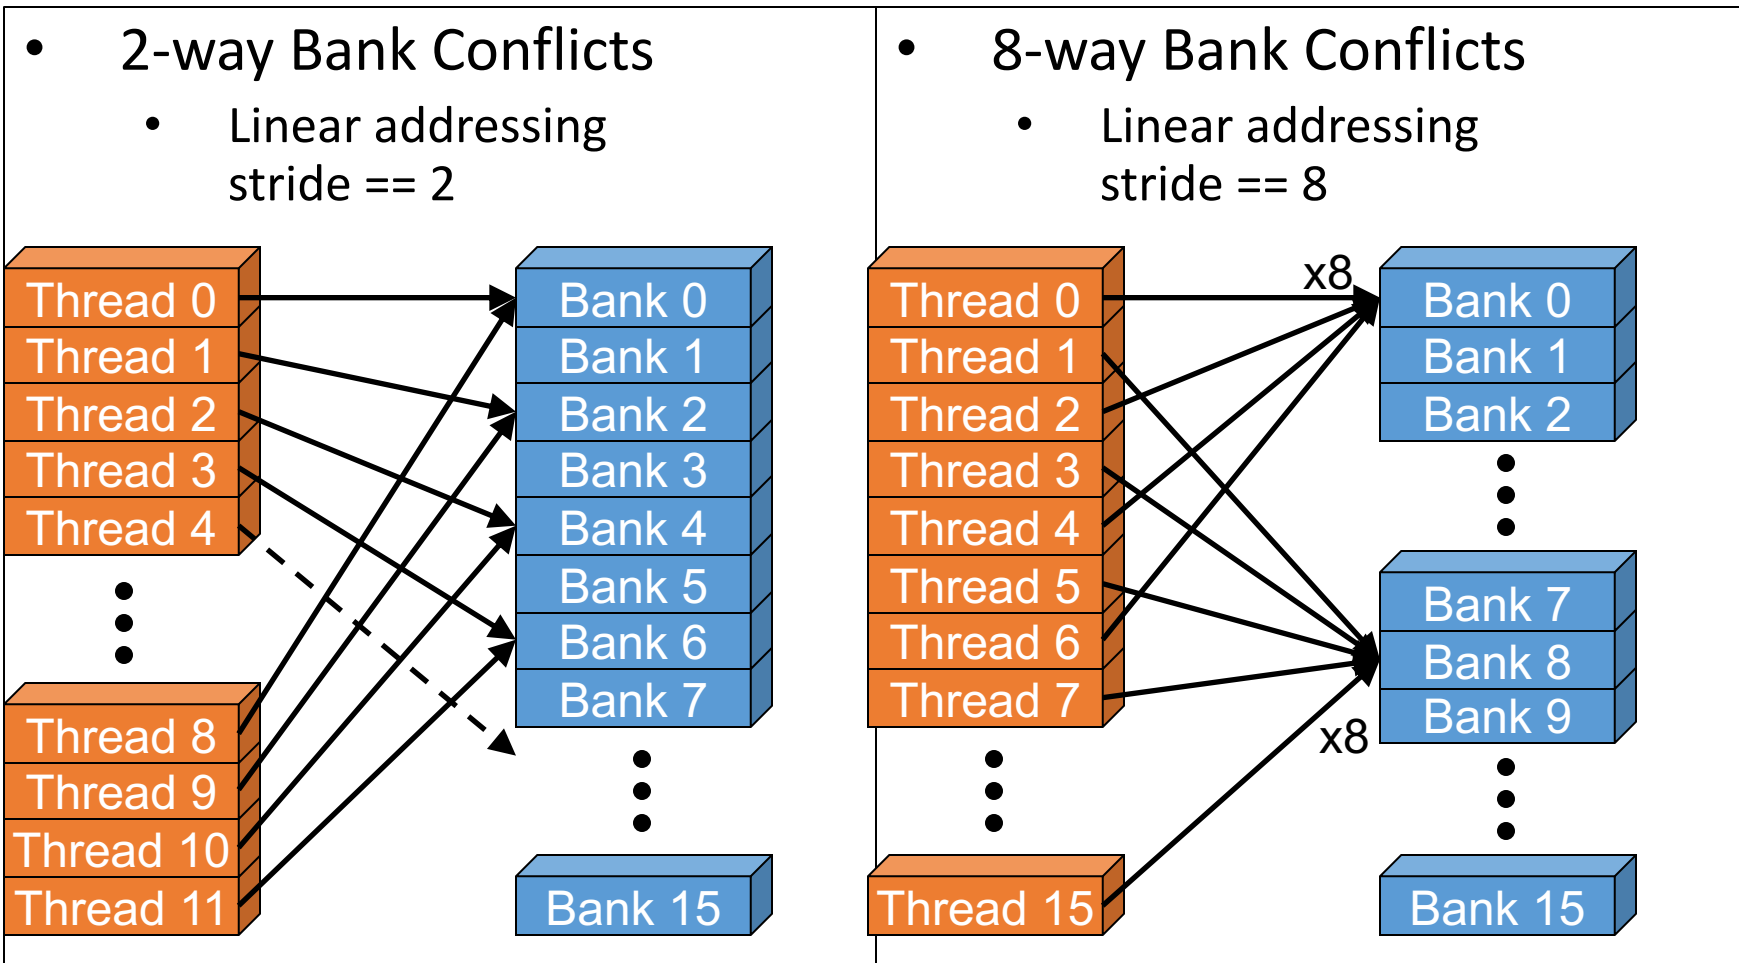 • 2-way Bank Conflicts
• Linear addressing
stride == 2
Thread 0
Thread 1
Thread 2
Thread 3
Thread 4
Thread 8
Thread 9
Thread 10
Thread 11
Bank 0
Bank 1
Bank 2
Bank 3
Bank 4
Bank 5
Bank 6
Bank 7
Bank 15
• 8-way Bank Conflicts
• Linear addressing
stride == 8
Thread 0
Thread 1
Thread 2
Thread 3
Thread 4
Thread 5
Thread 6
Thread 7
Thread 15
x8
x8
Bank 0
Bank 1
Bank 2
Bank 7
Bank 8
Bank 9
Bank 15